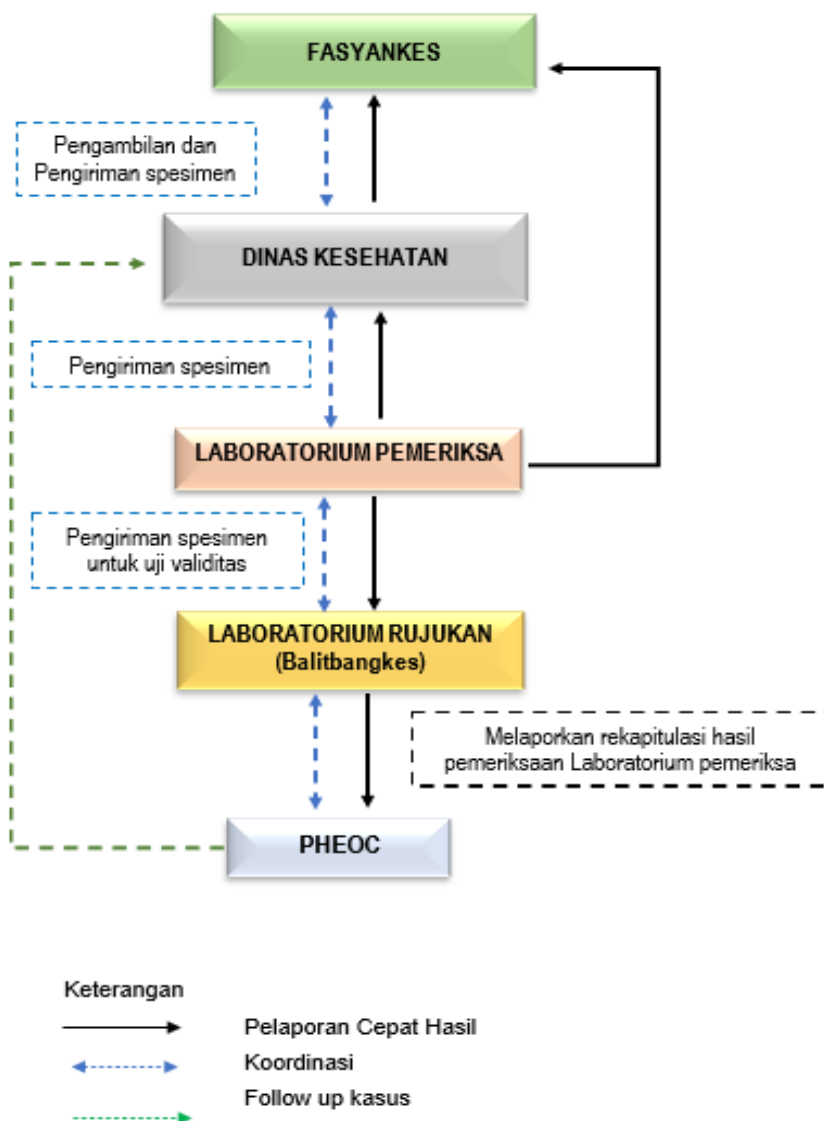 FASYANKES
Pengambilan dan
Pengiriman spesimen
DINAS KESEHATAN
Pengiriman spesimen
LABORATORIUM PEMERIKSA
Pengiriman spesimen
untuk uji validitas
LABORATORIUM RUJUKAN
(Balitbangkes)
Melaporkan rekapitulasi hasil
pemeriksaan Laboratorium pemeriksa
PHEOC
Keterangan
Pelaporan Cepat Hasil
Koordinasi
Follow up kasus